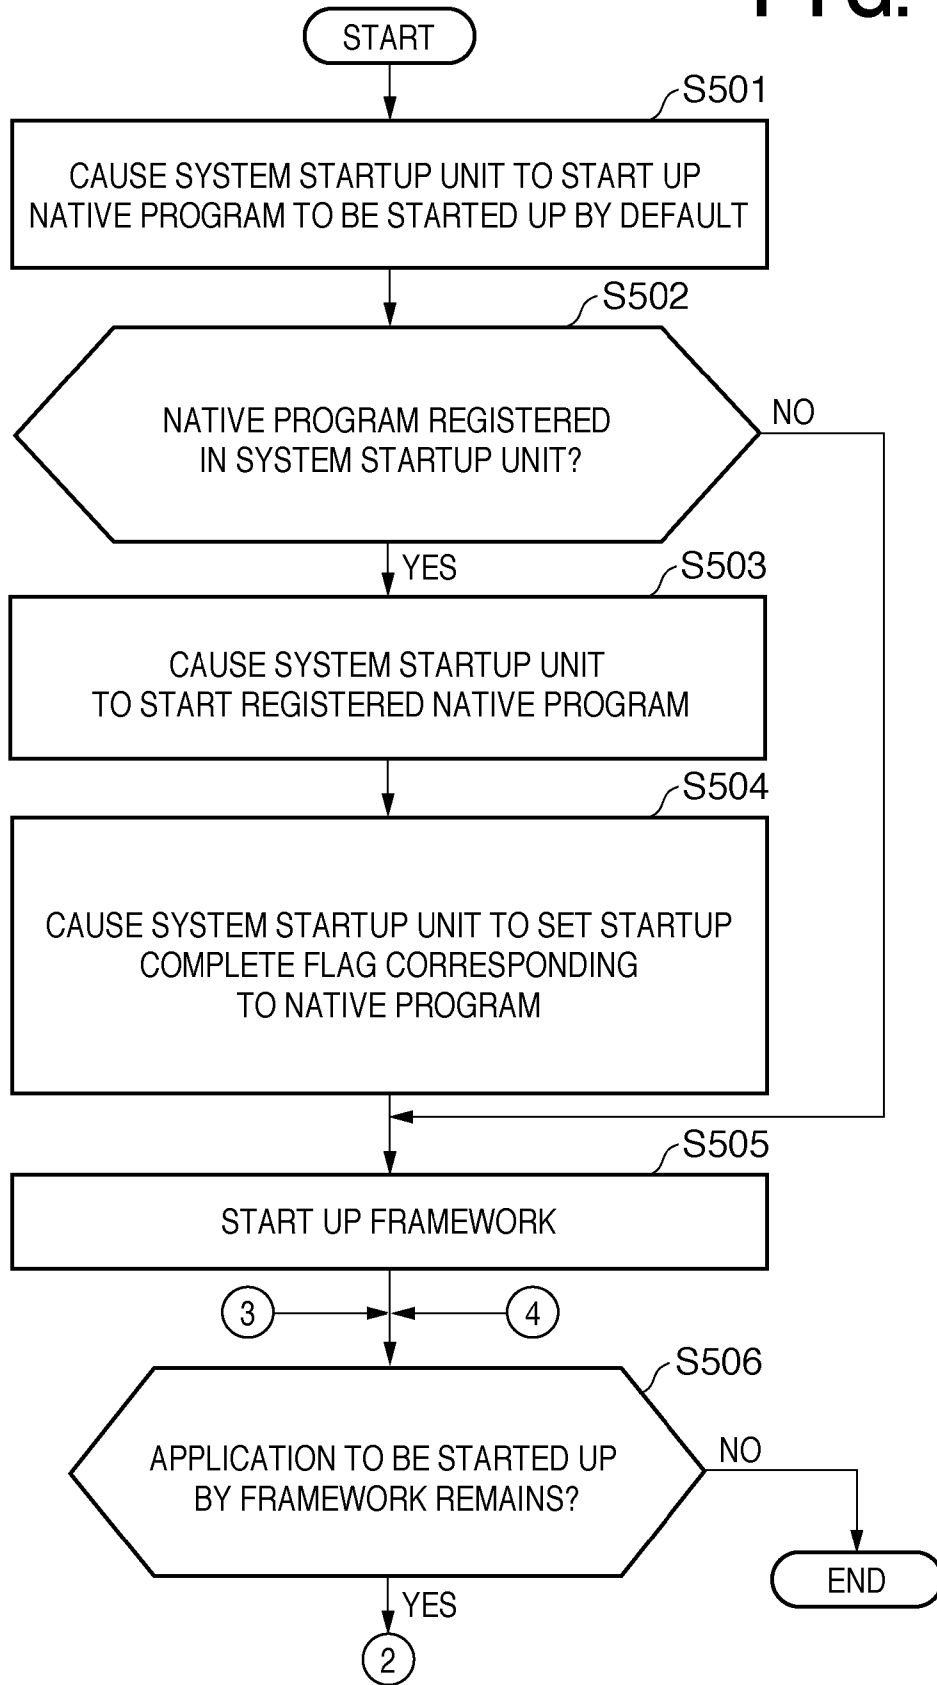 FIG.
START
S501
CAUSE SYSTEM STARTUP UNIT TO START UP
NATIVE PROGRAM TO BE STARTED UP BY DEFAULT
S502
NATIVE PROGRAM REGISTERED
IN SYSTEM STARTUP UNIT?
NO
YES
S503
CAUSE SYSTEM STARTUP UNIT
TO START REGISTERED NATIVE PROGRAM
S504
CAUSE SYSTEM STARTUP UNIT TO SET STARTUP
COMPLETE FLAG CORRESPONDING
TO NATIVE PROGRAM
S505
START UP FRAMEWORK
3
4
S506
APPLICATION TO BE STARTED UP
BY FRAMEWORK REMAINS?
NO
END
YES
2